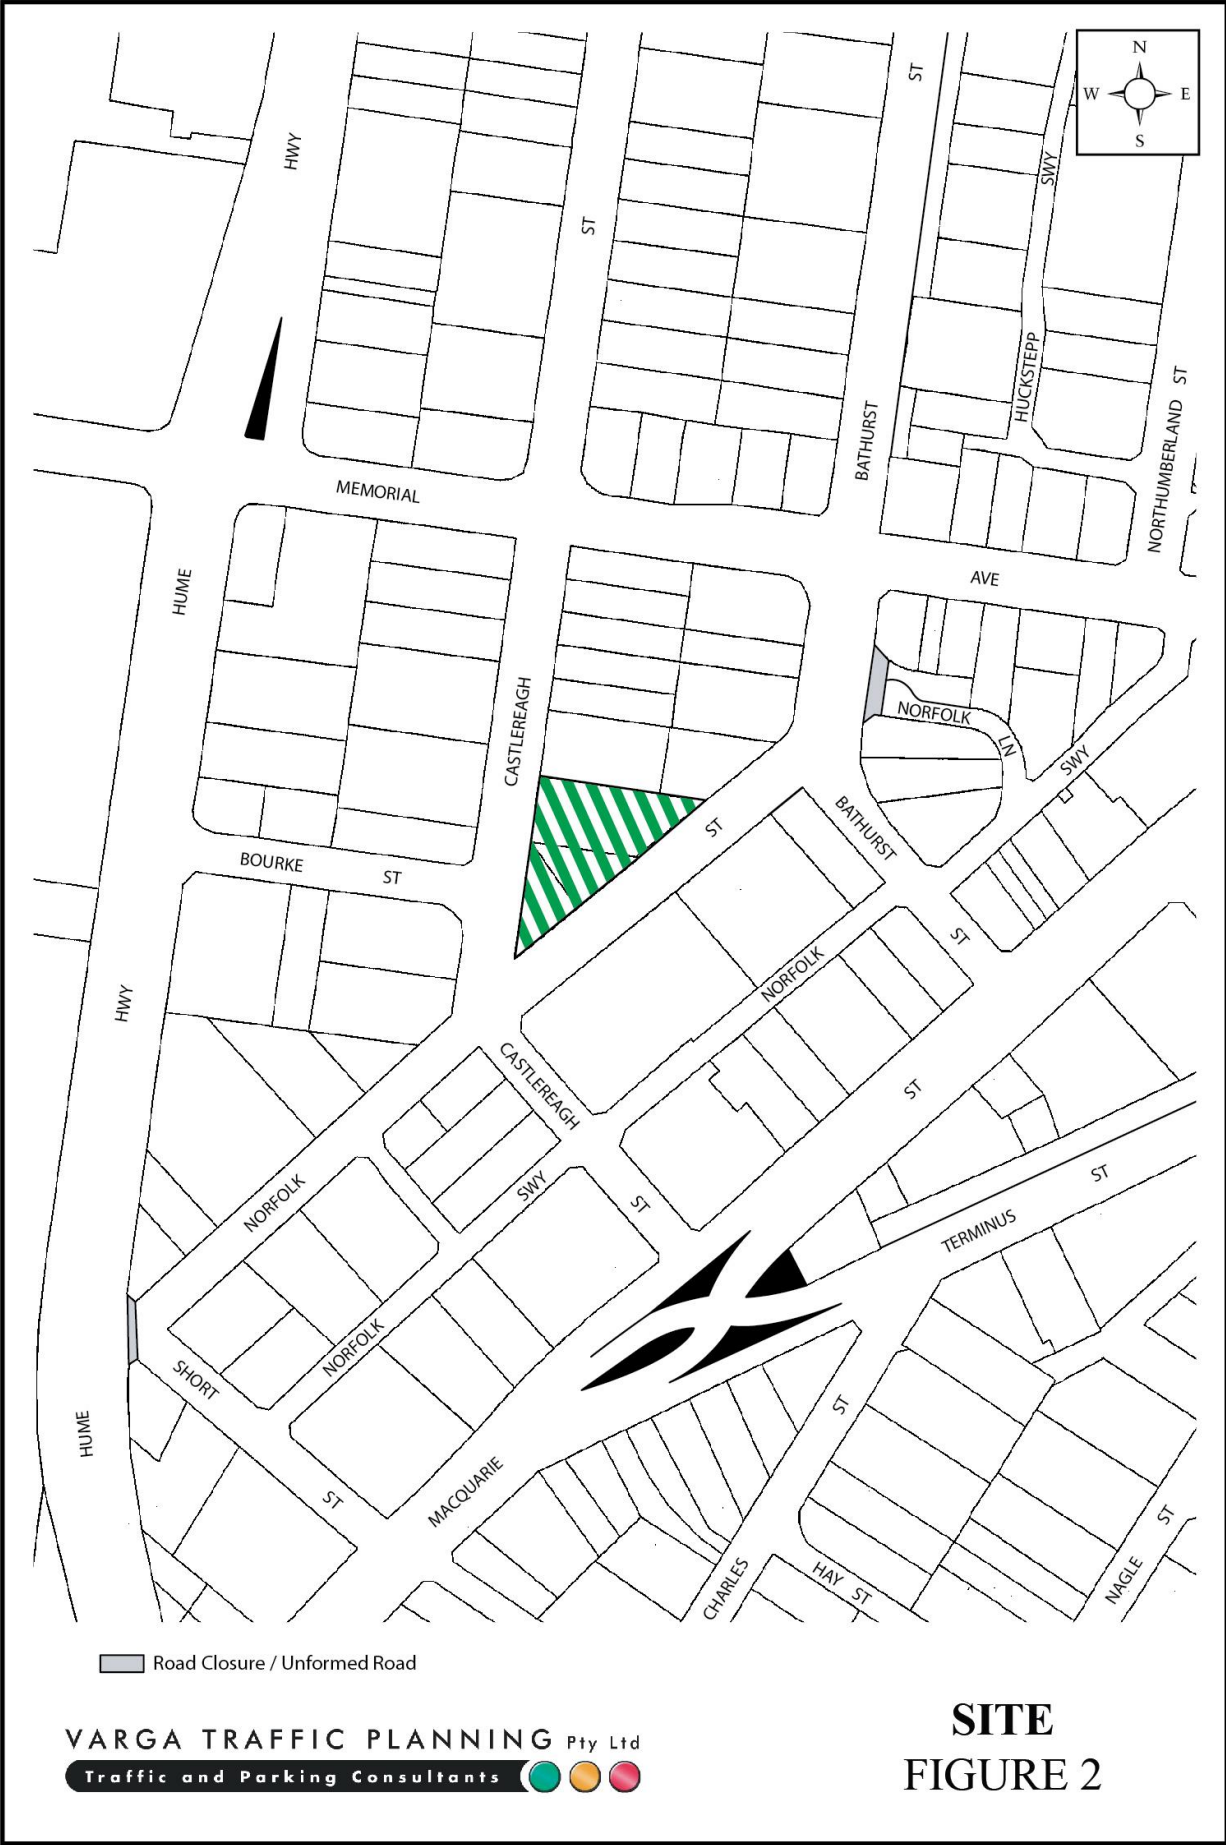 N
W E
S
ST
HWY
SWY
ST
HUCKSTEPP
ST
BATHURST
NORTHUMBERLAND
MEMORIAL
HUME
AVE
CASTLEREAGH
NORFOLK
LN
SWY
ST
BATHURST
BOURKE
ST
ST
NORFOLK
HWY
CASTLEREAGH
ST
SWY
ST
NORFOLK
ST
TERMINUS
NORFOLK
SHORT
ST
HUME
MACQUARIE
ST
ST
NAGLE
HAY ST
CHARLES
Road Closure / Unformed Road
VARGA TRAFFIC PLANNING Pty Ltd
Traffic and Parking Consultants
SITE
FIGURE 2